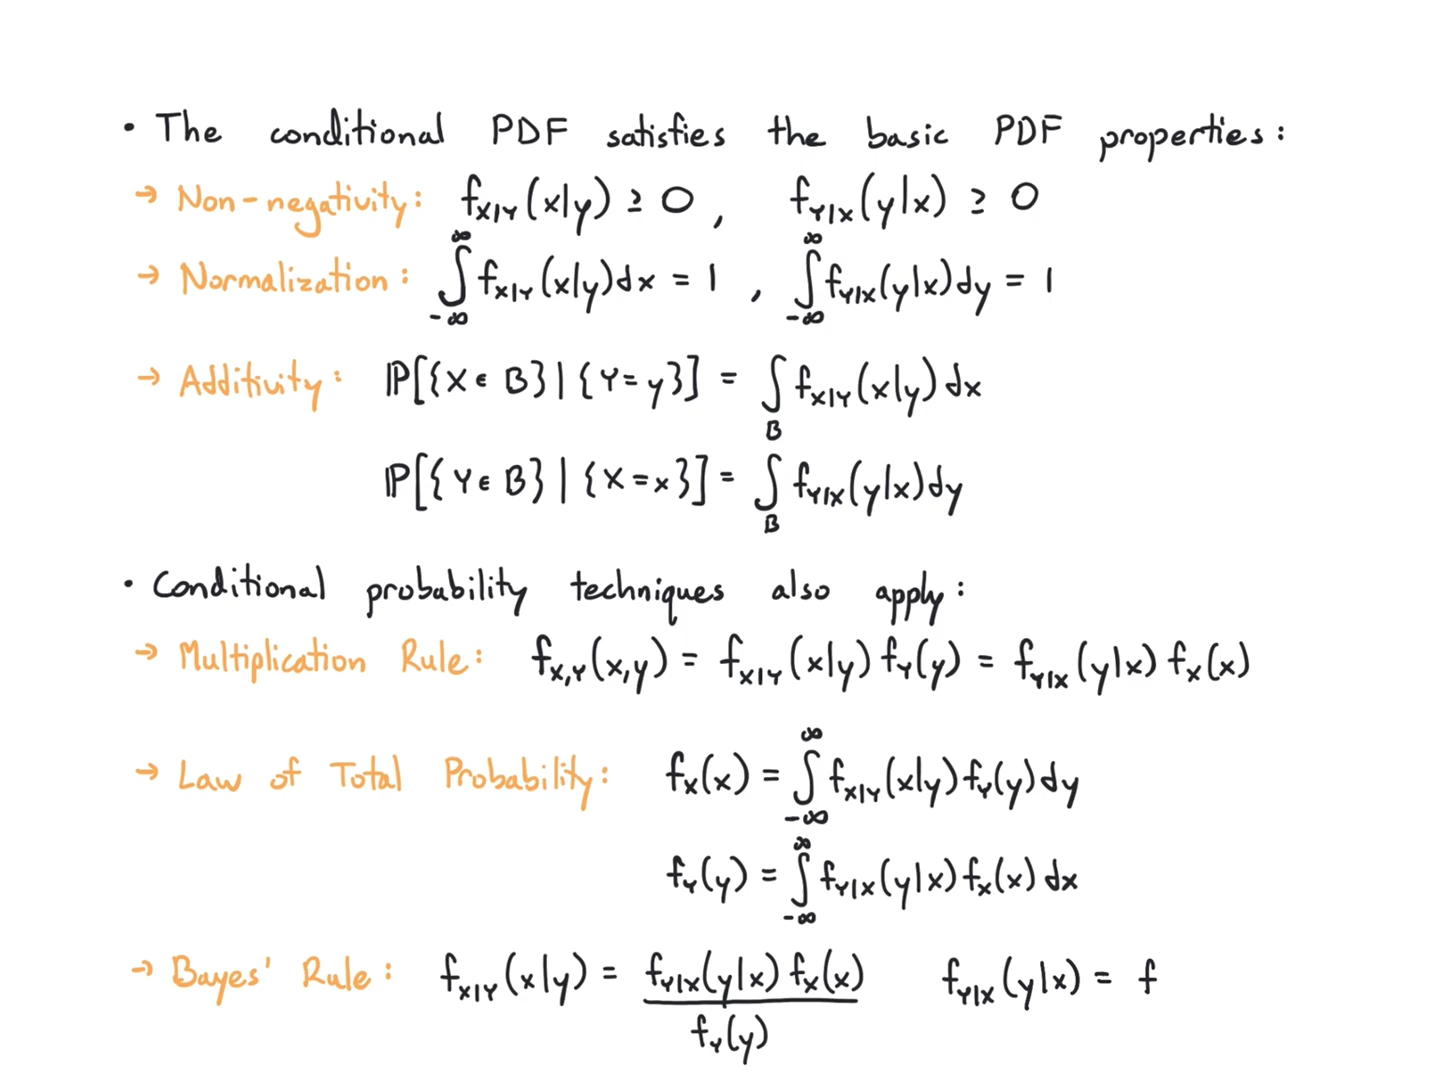 • The conditional PDF satisfies the basic PDF properties:
→ Non-negativity: f_{X|Y}(x|y) ≥ 0, f_{Y|X}(y|x) ≥ 0
→ Normalization: ∫_{-∞}^{∞} f_{X|Y}(x|y)dx = 1, ∫_{-∞}^{∞} f_{Y|X}(y|x)dy = 1
→ Additivity: ℙ[{X ∈ B}|{Y=y}] = ∫_B f_{X|Y}(x|y)dx
ℙ[{Y ∈ B}|{X=x}] = ∫_B f_{Y|X}(y|x)dy
• Conditional probability techniques also apply:
→ Multiplication Rule: f_{X,Y}(x,y) = f_{X|Y}(x|y) f_Y(y) = f_{Y|X}(y|x) f_X(x)
→ Law of Total Probability: f_X(x) = ∫_{-∞}^{∞} f_{X|Y}(x|y) f_Y(y)dy
f_Y(y) = ∫_{-∞}^{∞} f_{Y|X}(y|x) f_X(x)dx
→ Bayes' Rule: f_{X|Y}(x|y) = \frac{f_{Y|X}(y|x) f_X(x)}{f_Y(y)} f_{Y|X}(y|x) = f